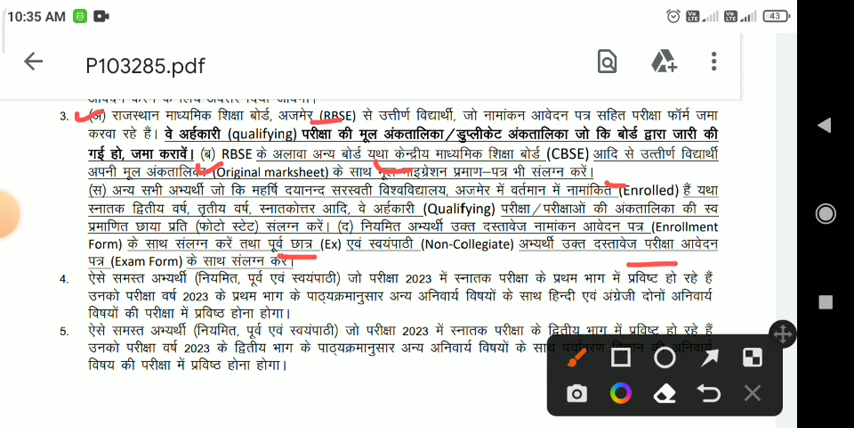 10:35 AM
43
P103285.pdf
3. (अ) राजस्थान माध्यमिक शिक्षा बोर्ड, अजमेर (RBSE) से उत्तीर्ण विद्यार्थी, जो नामांकन आवेदन पत्र सहित परीक्षा फॉर्म जमा
करवा रहे हैं। वे अर्हकारी (qualifying) परीक्षा की मूल अंकतालिका/डुप्लीकेट अंकतालिका जो कि बोर्ड द्वारा जारी की
गई हो, जमा करावें। (ब) RBSE के अलावा अन्य बोर्ड यथा केन्द्रीय माध्यमिक शिक्षा बोर्ड (CBSE) आदि से उत्तीर्ण विद्यार्थी
अपनी मूल अंकतालिका (Original marksheet) के साथ मूल माइग्रेशन प्रमाण-पत्र भी संलग्न करें।
(स) अन्य सभी अभ्यर्थी जो कि महर्षि दयानन्द सरस्वती विश्वविद्यालय, अजमेर में वर्तमान में नामांकित (Enrolled) हैं यथा
स्नातक द्वितीय वर्ष, तृतीय वर्ष, स्नातकोत्तर आदि, वे अर्हकारी (Qualifying) परीक्षा/परीक्षाओं की अंकतालिका की स्व
प्रमाणित छाया प्रति (फोटो स्टेट) संलग्न करें। (द) नियमित अभ्यर्थी उक्त दस्तावेज नामांकन आवेदन पत्र (Enrollment
Form) के साथ संलग्न करें तथा पूर्व छात्र (Ex) एवं स्वयंपाठी (Non-Collegiate) अभ्यर्थी उक्त दस्तावेज परीक्षा आवेदन
पत्र (Exam Form) के साथ संलग्न करें।
4. ऐसे समस्त अभ्यर्थी (नियमित, पूर्व एवं स्वयंपाठी) जो परीक्षा 2023 में स्नातक परीक्षा के प्रथम भाग में प्रविष्ट हो रहे हैं
उनको परीक्षा वर्ष 2023 के प्रथम भाग के पाठ्यक्रमानुसार अन्य अनिवार्य विषयों के साथ हिन्दी एवं अंग्रेजी दोनों अनिवार्य
विषयों की परीक्षा में प्रविष्ठ होना होगा।
5. ऐसे समस्त अभ्यर्थी (नियमित, पूर्व एवं स्वयंपाठी) जो परीक्षा 2023 में स्नातक परीक्षा के द्वितीय भाग में प्रविष्ट हो रहे हैं
उनको परीक्षा वर्ष 2023 के द्वितीय भाग के पाठ्यक्रमानुसार अन्य अनिवार्य विषयों के साथ
विषय की परीक्षा में प्रविष्ठ होना होगा।